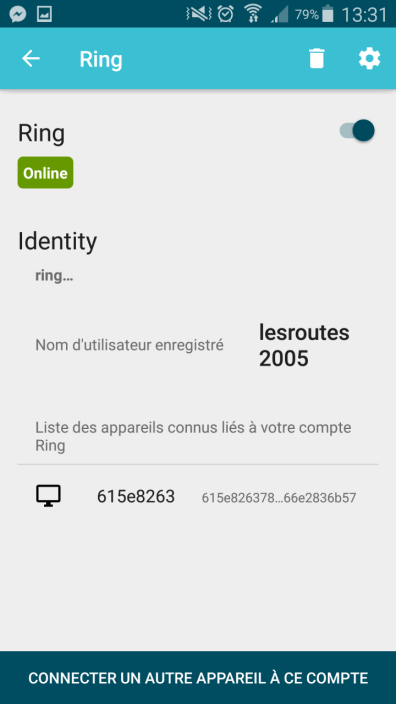 79% 13:31
Ring
Ring
Online
Identity
ring...
Nom d'utilisateur enregistré
lesroutes
2005
Liste des appareils connus liés à votre compte
Ring
615e8263 615e826378...66e2836b57
CONNECTER UN AUTRE APPAREIL À CE COMPTE